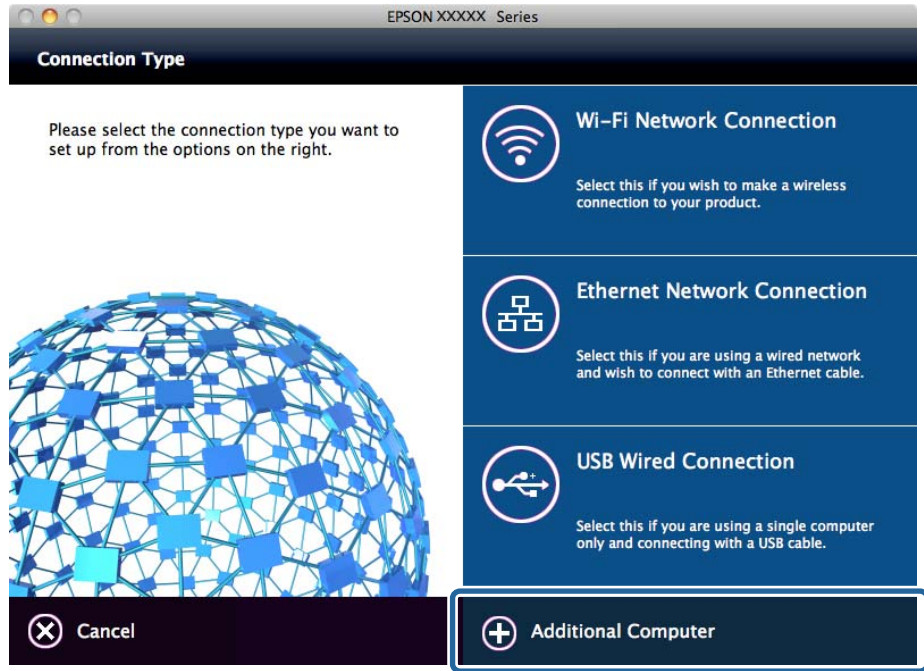 EPSON XXXXX Series
Connection Type
Please select the connection type you want to
set up from the options on the right.
Wi-Fi Network Connection
Select this if you wish to make a wireless
connection to your product.
Ethernet Network Connection
Select this if you are using a wired network
and wish to connect with an Ethernet cable.
USB Wired Connection
Select this if you are using a single computer
only and connecting with a USB cable.
Cancel
Additional Computer